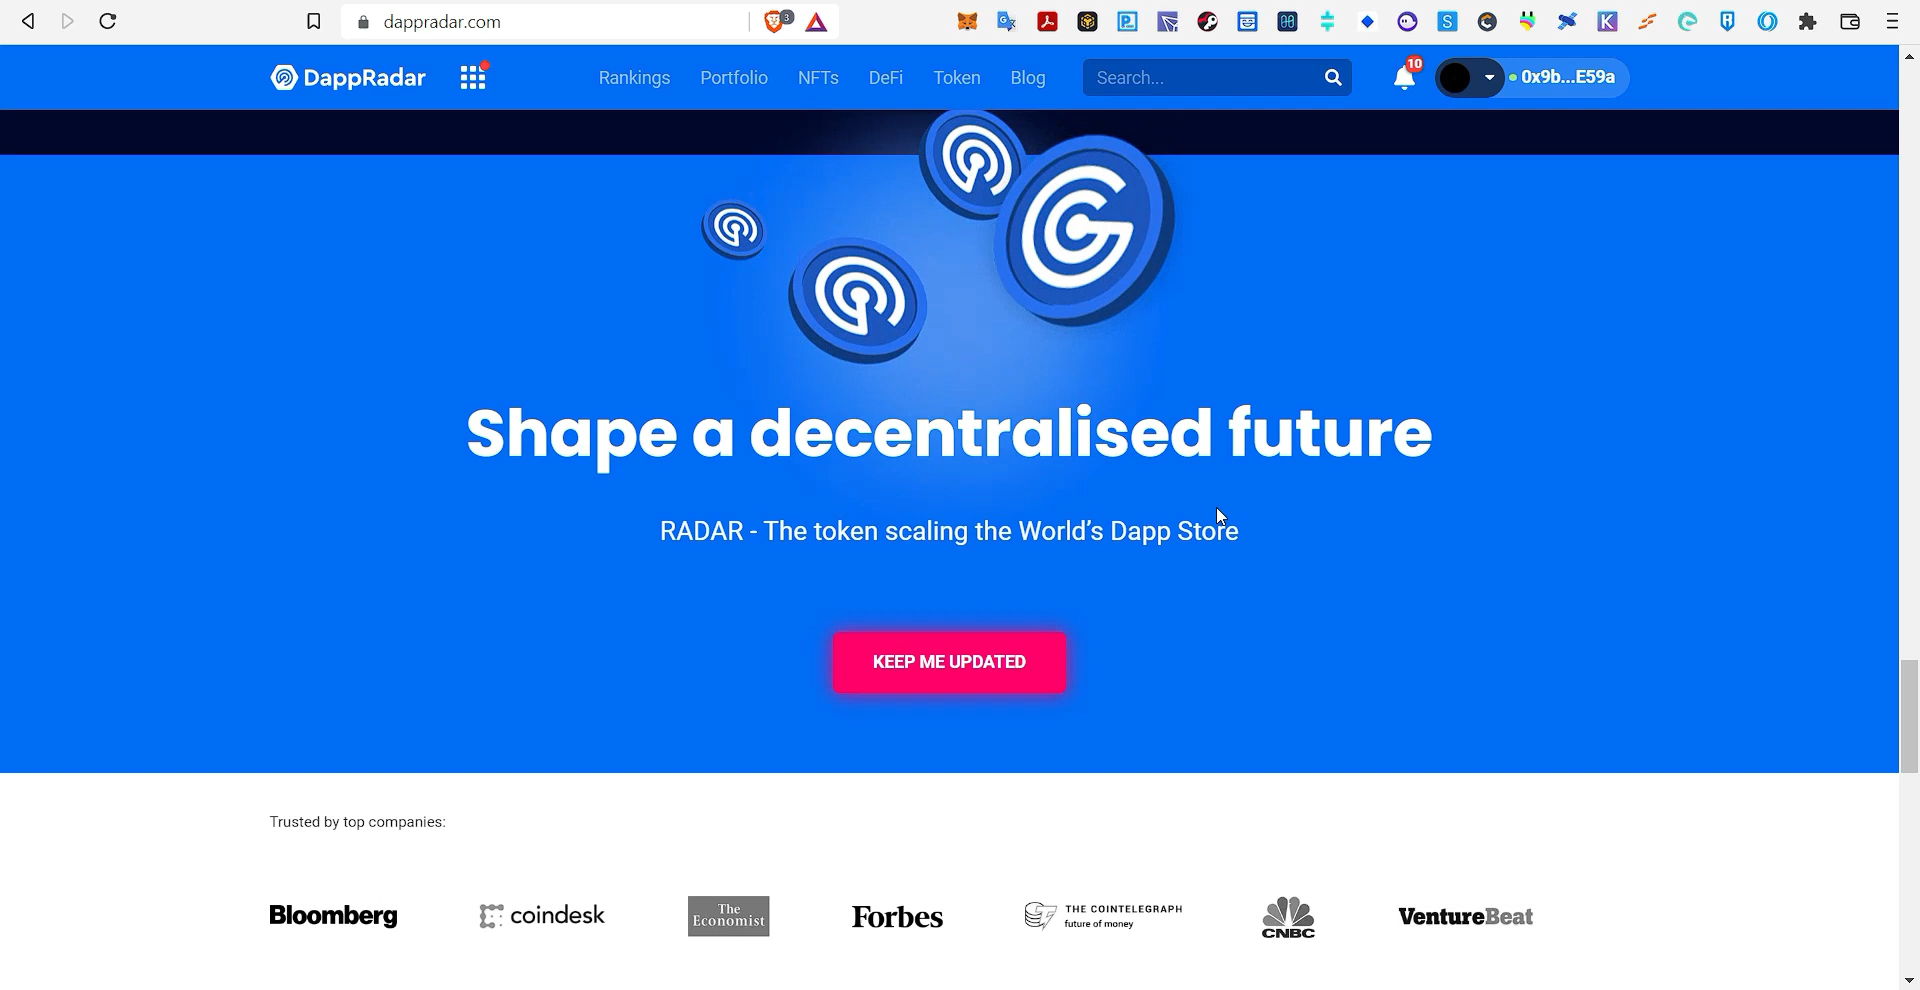 dappradar.com
3
DappRadar
Rankings Portfolio NFTs DeFi Token Blog
Search...
10
0x9b...E59a
Shape a decentralised future
RADAR - The token scaling the World’s Dapp Store
KEEP ME UPDATED
Trusted by top companies:
Bloomberg
coindesk
The
Economist
Forbes
THE COINTELEGRAPH
future of money
CNBC
VentureBeat